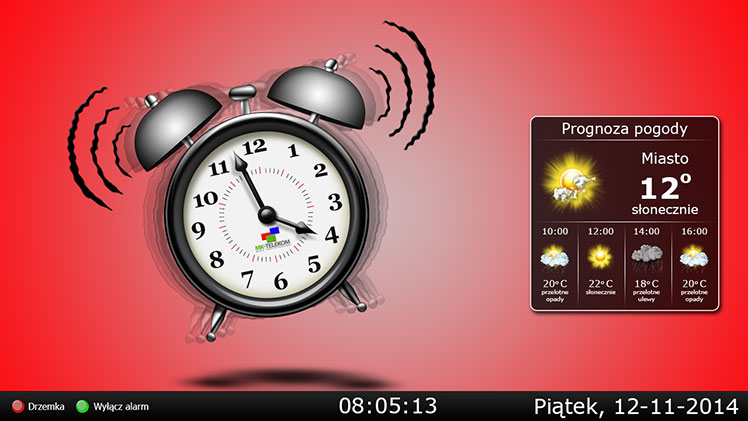 12
1
2
3
4
5
6
7
8
9
10
11
MK-TELEKOM
Prognoza pogody
Miasto
12°
słonecznie
10:00 12:00 14:00 16:00
20°C 22°C 18°C 20°C
przelotne opady
słonecznie
przelotne ulewy
przelotne opady
Drzemka Wyłącz alarm 08:05:13 Piątek, 12-11-2014